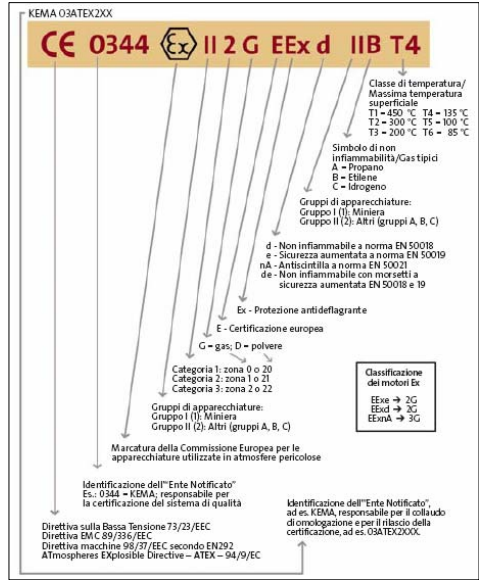 KEMA 03ATEX2XX
CE 0344 Ex II 2 G EEx d IIB T4
Classe di temperatura/
Massima temperatura
superficiale
T1 = 450 °C T4 = 135 °C
T2 = 300 °C T5 = 100 °C
T3 = 200 °C T6 = 85 °C
Simbolo di non
infiammabilità/Gas tipici
A = Propano
B = Etilene
C = Idrogeno
Gruppi di apparecchiature:
Gruppo I (1): Miniera
Gruppo II (2): Altri (gruppi A, B, C)
d - Non infiammabile a norma EN 50018
e - Sicurezza aumentata a norma EN 50019
nA - Antiscintilla a norma EN 50021
de - Non infiammabile con morsetti a
sicurezza aumentata EN 50018 e 19
Ex - Protezione antideflagrante
E - Certificazione europea
G = gas; D = polvere
Categoria 1: zona 0 o 20
Categoria 2: zona 1 o 21
Categoria 3: zona 2 o 22
Gruppi di apparecchiature:
Gruppo I (1): Miniera
Gruppo II (2): Altri (gruppi A, B, C)
Classificazione
dei motori Ex
EExe → 2G
EExd → 2G
EExnA → 3G
Marcatura della Commissione Europea per le
apparecchiature utilizzate in atmosfere pericolose
Identificazione dell'"Ente Notificato"
Es.: 0344 = KEMA; responsabile per
la certificazione del sistema di qualità
Direttiva sulla Bassa Tensione 73/23/EEC
Direttiva EMC 89/336/EEC
Direttiva macchine 98/37/EEC secondo EN292
ATmospheres EXplosible Directive – ATEX – 94/9/EC
Identificazione dell'"Ente Notificato",
ad es. KEMA, responsabile per il collaudo
di omologazione e per il rilascio della
certificazione, ad es. 03ATEX2XXX.